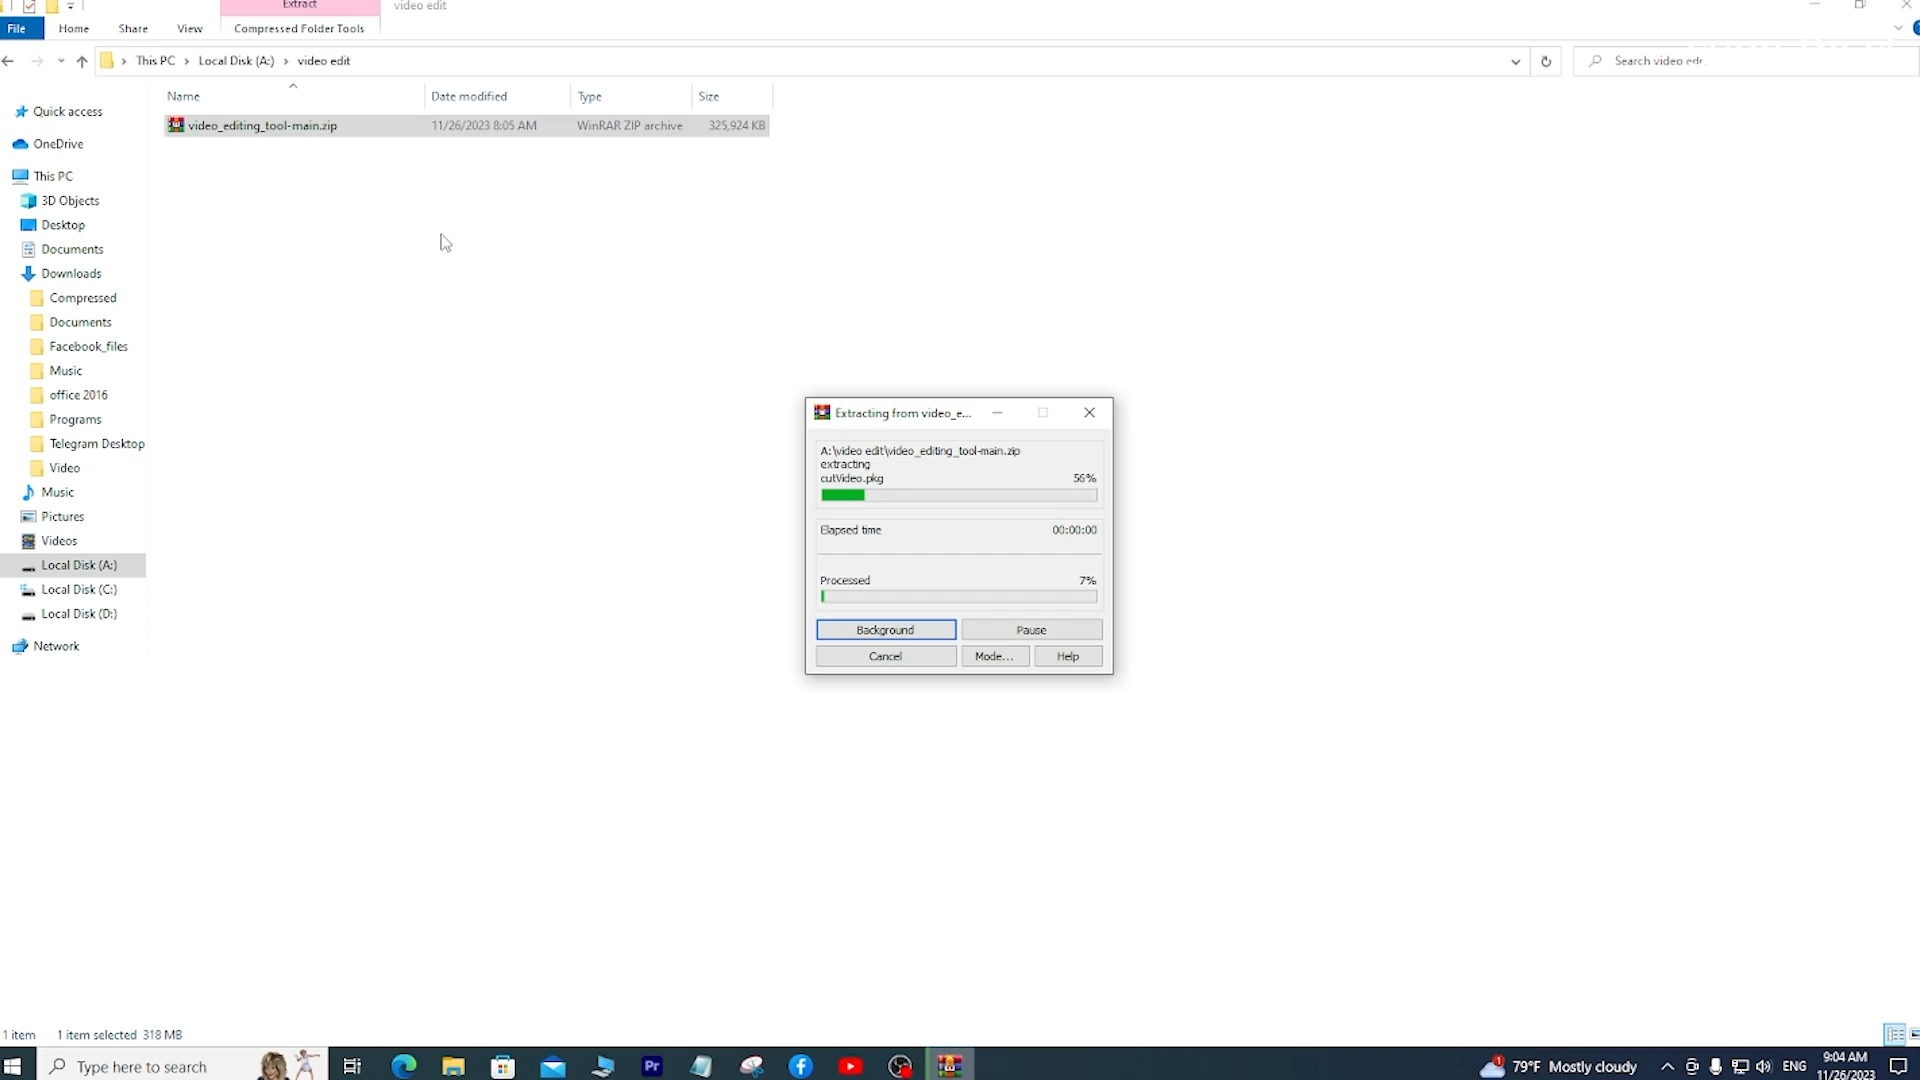 Extract
video edit
File
Home
Share
View
Compressed Folder Tools
This PC
Local Disk (A:)
video edit
Search video
Name
Date modified
Type
Size
video_editing_tool-main.zip
11/26/2023 8:05 AM
WinRAR ZIP archive
325,924 KB
Quick access
OneDrive
This PC
3D Objects
Desktop
Documents
Downloads
Compressed
Documents
Facebook_files
Music
office 2016
Programs
Telegram Desktop
Video
Music
Pictures
Videos
Local Disk (A:)
Local Disk (C:)
Local Disk (D:)
Network
Extracting from video_e...
A:\video edit\video_editing_tool-main.zip
extracting
cutVideo.pkg
56%
Elapsed time
00:00:00
Processed
7%
Background
Pause
Cancel
Mode...
Help
1 item
1 item selected 318 MB
Type here to search
Pr
1
79°F Mostly cloudy
ENG
9:04 AM
11/26/2023